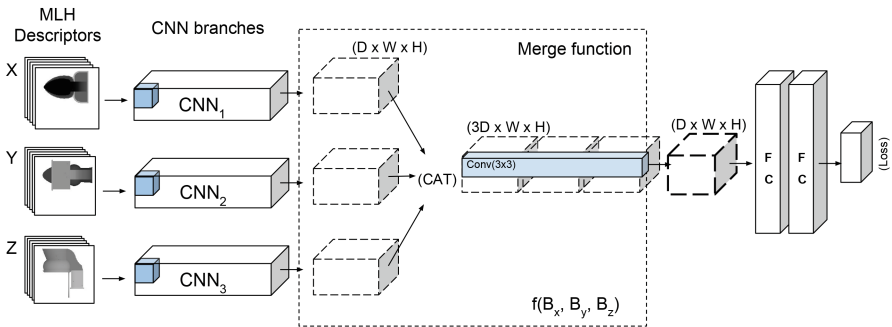 MLH
Descriptors
CNN branches
Merge function
X
Y
Z
CNN1
CNN2
CNN3
(D x W x H)
(CAT)
(3D x W x H)
Conv(3x3)
(D x W x H)
f(Bx, By, Bz)
F
C
F
C
(Loss)